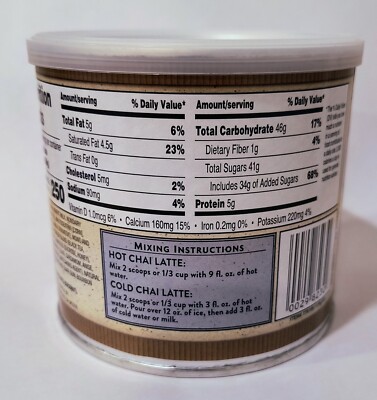 Amount/serving % Daily Value*
Total Fat 5g 6%
Saturated Fat 4.5g 23%
Trans Fat 0g
Cholesterol 5mg 2%
Sodium 90mg 4%
Amount/serving % Daily Value*
Total Carbohydrate 46g 17%
Dietary Fiber 1g 4%
Total Sugars 41g
Includes 34g of Added Sugars 68%
Protein 5g
250
Vitamin D 1.0mcg 6% • Calcium 160mg 15% • Iron 0.2mg 0% • Potassium 220mg 4%
MIXING INSTRUCTIONS
HOT CHAI LATTE:
Mix 2 scoops or 1/3 cup with 9 fl. oz. of hot
water.
COLD CHAI LATTE:
Mix 2 scoops or 1/3 cup with 3 fl. oz. of hot
water. Pour over 12 oz. of ice, then add 3 fl. oz.
of cold water or milk.